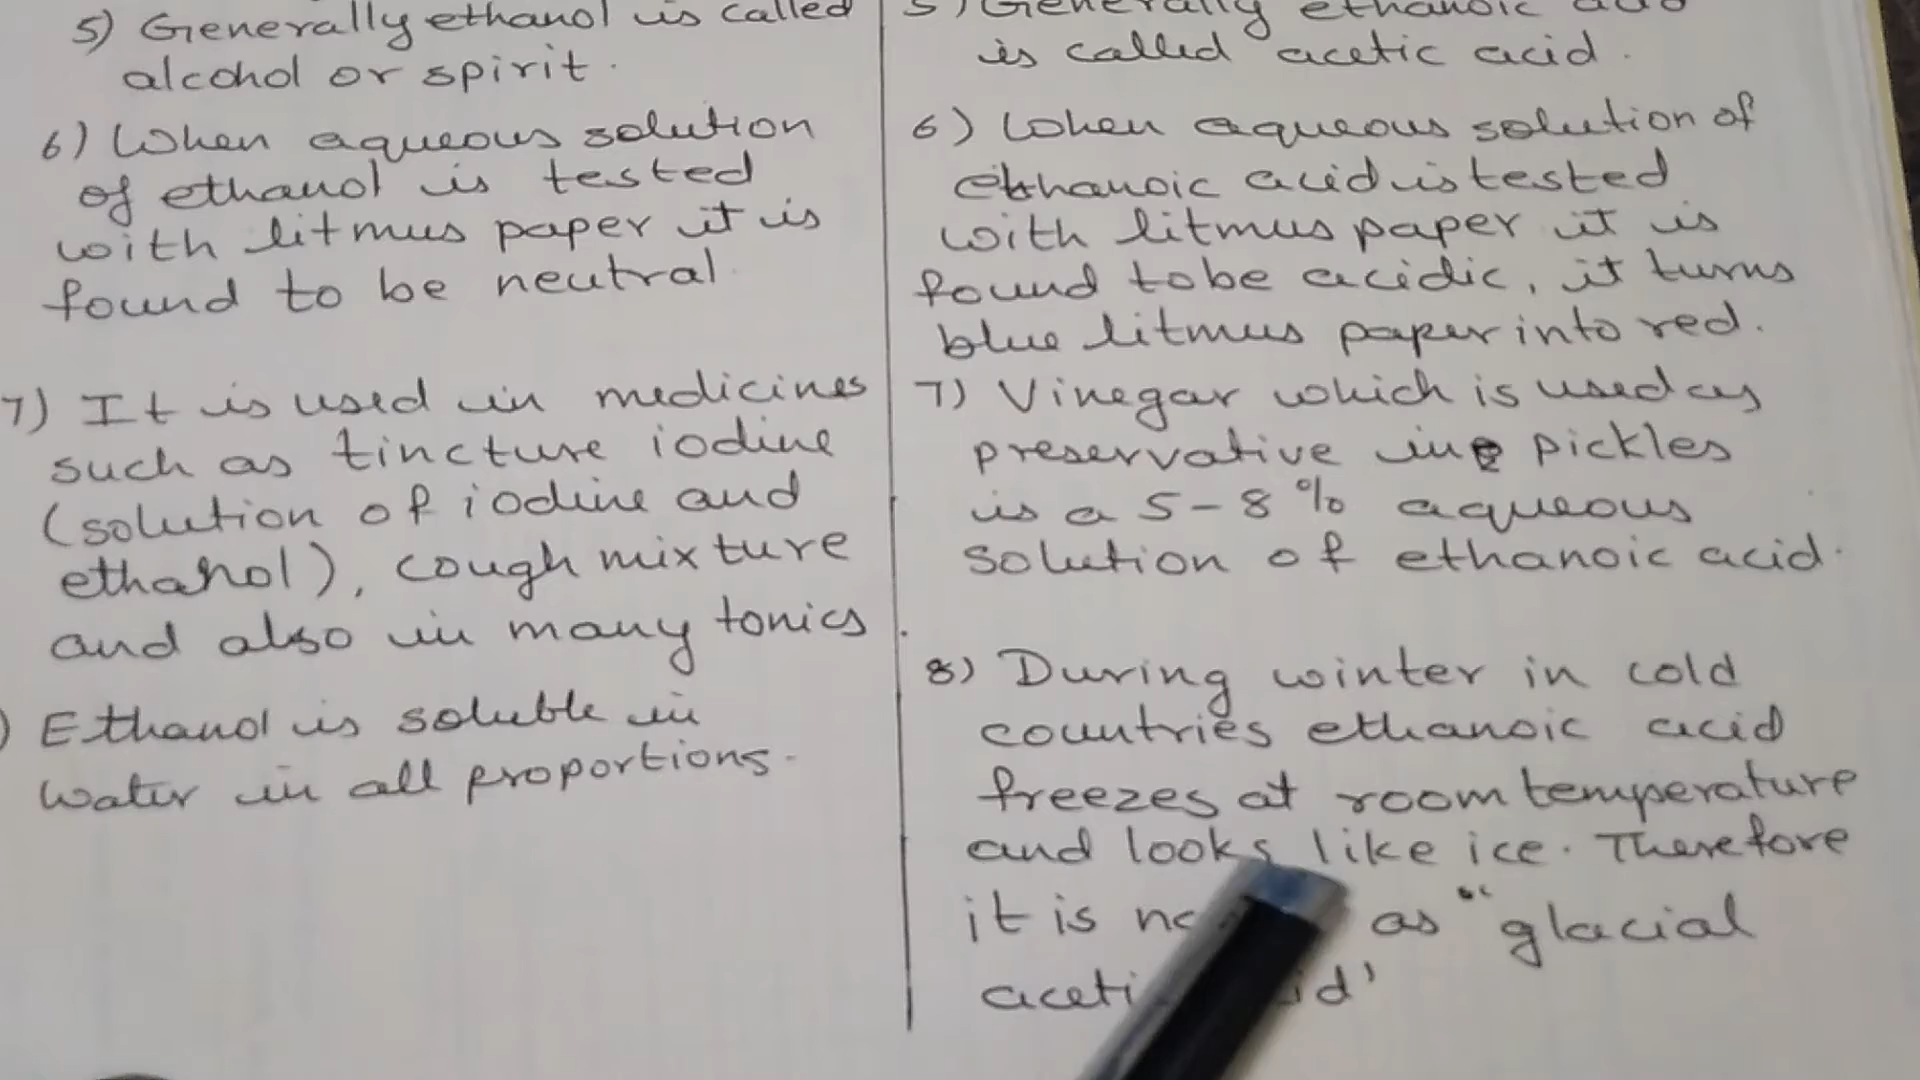 5) Generally ethanol is called
alcohol or spirit.
6) When aqueous solution
of ethanol is tested
with litmus paper it is
found to be neutral
7) It is used in medicines
such as tincture iodine
(solution of iodine and
ethanol), cough mixture
and also in many tonics.
) Ethanol is soluble in
water in all proportions.
5) Generally ethanoic acid
is called acetic acid.
6) When aqueous solution of
ethanoic acid is tested
with litmus paper it is
found to be acidic, it turns
blue litmus paper into red.
7) Vinegar which is used as
preservative in pickles
is a 5-8% aqueous
solution of ethanoic acid.
8) During winter in cold
countries ethanoic acid
freezes at room temperature
and looks like ice. Therefore
it is as "glacial